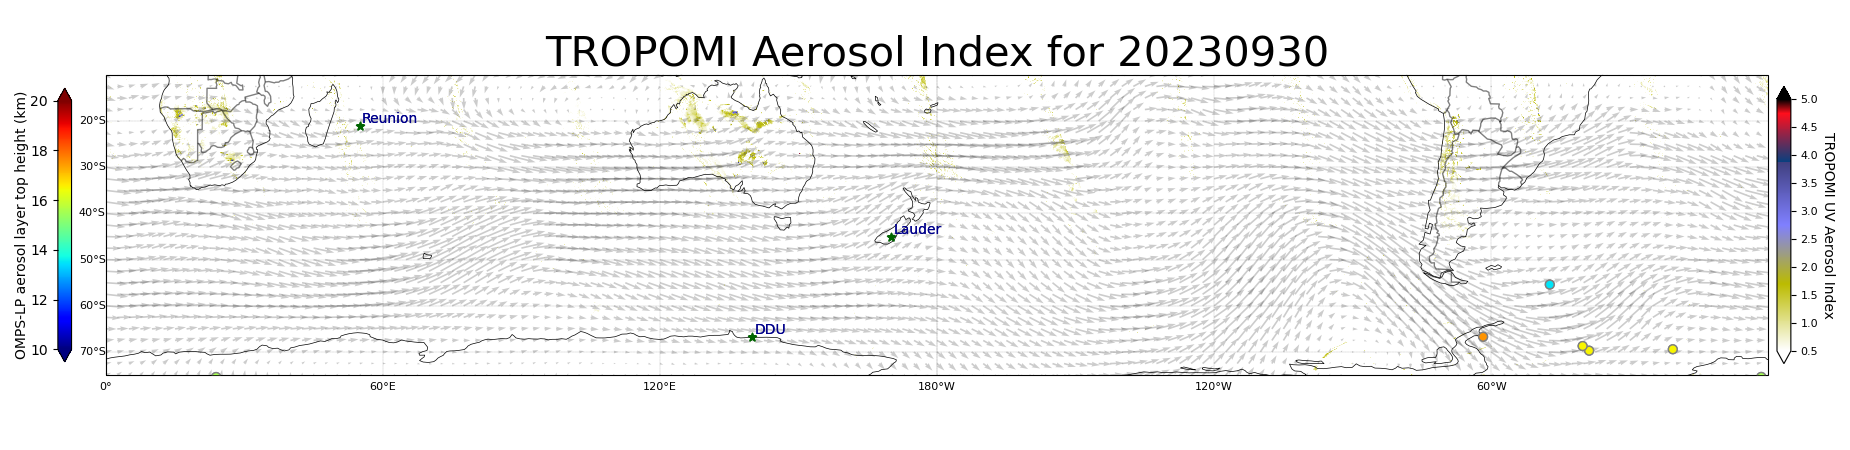 TROPOMI Aerosol Index for 20230930
OMPS-LP aerosol layer top height (km)
20
18
16
14
12
10
20°S
30°S
40°S
50°S
60°S
70°S
Reunion
Lauder
DDU
0°
60°E
120°E
180°W
120°W
60°W
5.0
4.5
4.0
3.5
3.0
2.5
2.0
1.5
1.0
0.5
TROPOMI UV Aerosol Index